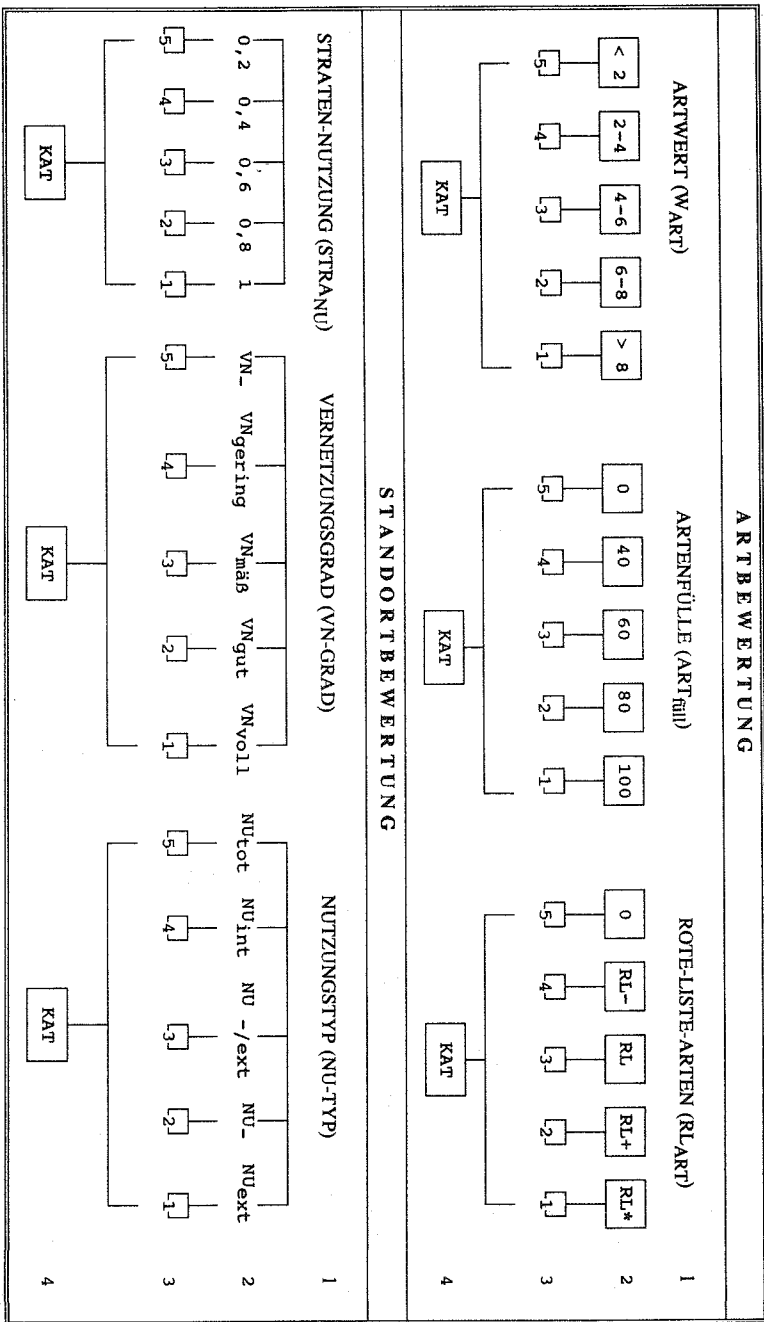 ARTBEWERTUNG
ARTWERT (W_ART) ARTENFÜLLE (ART_füll) ROTE-LISTE-ARTEN (RL_ART) 1
< 2 2-4 4-6 6-8 > 8 0 40 60 80 100 0 RL- RL RL+ RL* 2
5 4 3 2 1 5 4 3 2 1 5 4 3 2 1 3
KAT KAT KAT 4
STANDORTBEWERTUNG
STRATEN-NUTZUNG (STRA_NU) VERNETZUNGSGRAD (VN-GRAD) NUTZUNGSTYP (NU-TYP) 1
0,2 0,4 0,6 0,8 1 VN- VNgering VNmäß VNgut VNvoll NUtot NUint NU -/ext NU- NUext 2
5 4 3 2 1 5 4 3 2 1 5 4 3 2 1 3
KAT KAT KAT 4